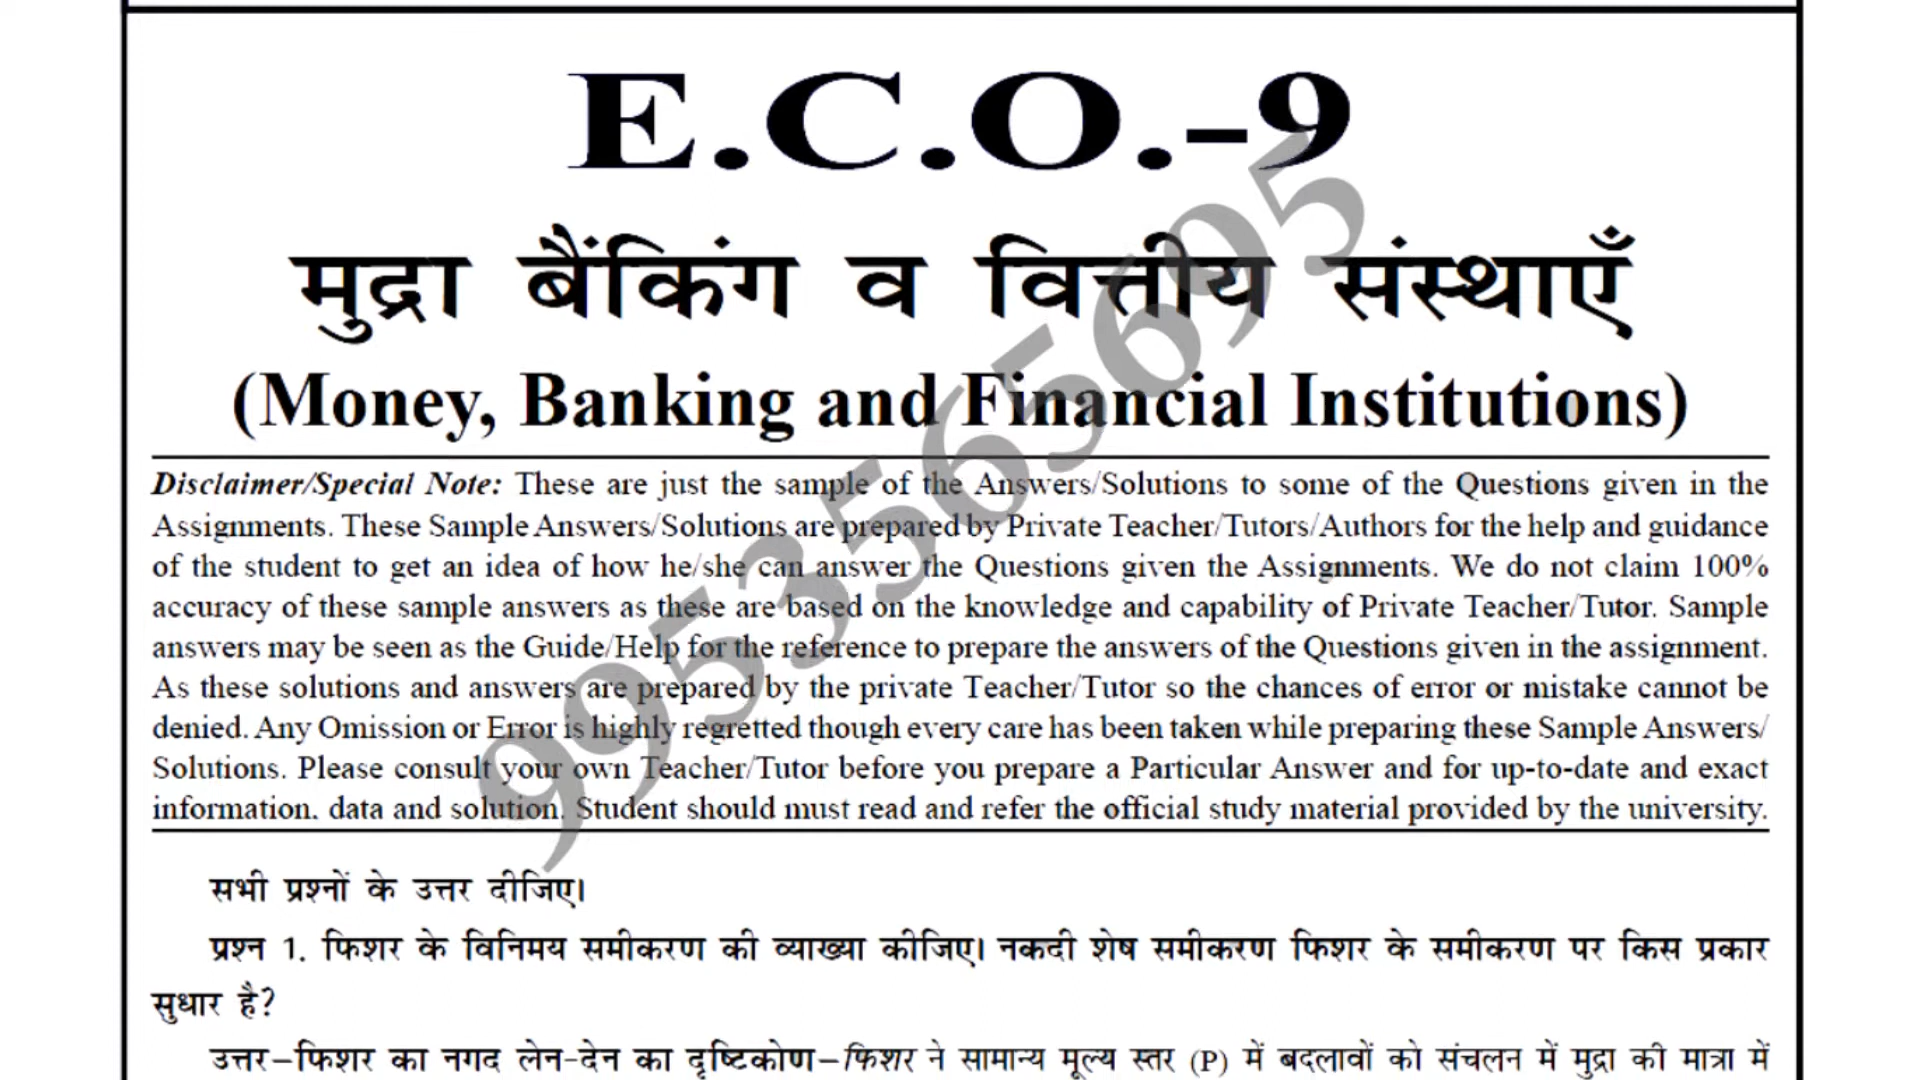 E.C.O.-9
मुद्रा बैंकिंग व वित्तीय संस्थाएँ
(Money, Banking and Financial Institutions)
Disclaimer/Special Note: These are just the sample of the Answers/Solutions to some of the Questions given in the
Assignments. These Sample Answers/Solutions are prepared by Private Teacher/Tutors/Authors for the help and guidance
of the student to get an idea of how he/she can answer the Questions given the Assignments. We do not claim 100%
accuracy of these sample answers as these are based on the knowledge and capability of Private Teacher/Tutor. Sample
answers may be seen as the Guide/Help for the reference to prepare the answers of the Questions given in the assignment.
As these solutions and answers are prepared by the private Teacher/Tutor so the chances of error or mistake cannot be
denied. Any Omission or Error is highly regretted though every care has been taken while preparing these Sample Answers/
Solutions. Please consult your own Teacher/Tutor before you prepare a Particular Answer and for up-to-date and exact
information, data and solution. Student should must read and refer the official study material provided by the university.
9953565695
सभी प्रश्नों के उत्तर दीजिए।
प्रश्न 1. फिशर के विनिमय समीकरण की व्याख्या कीजिए। नकदी शेष समीकरण फिशर के समीकरण पर किस प्रकार
सुधार है?
उत्तर–फिशर का नगद लेन-देन का दृष्टिकोण–फिशर ने सामान्य मूल्य स्तर (P) में बदलावों को संचलन में मुद्रा की मात्रा में